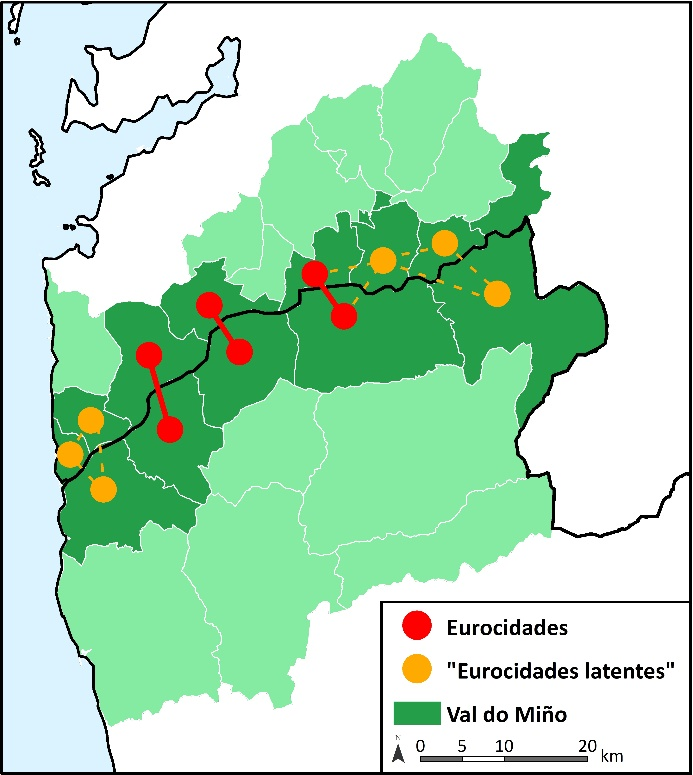 Eurocidades
"Eurocidades latentes"
Val do Miño
N
0 5 10 20 km